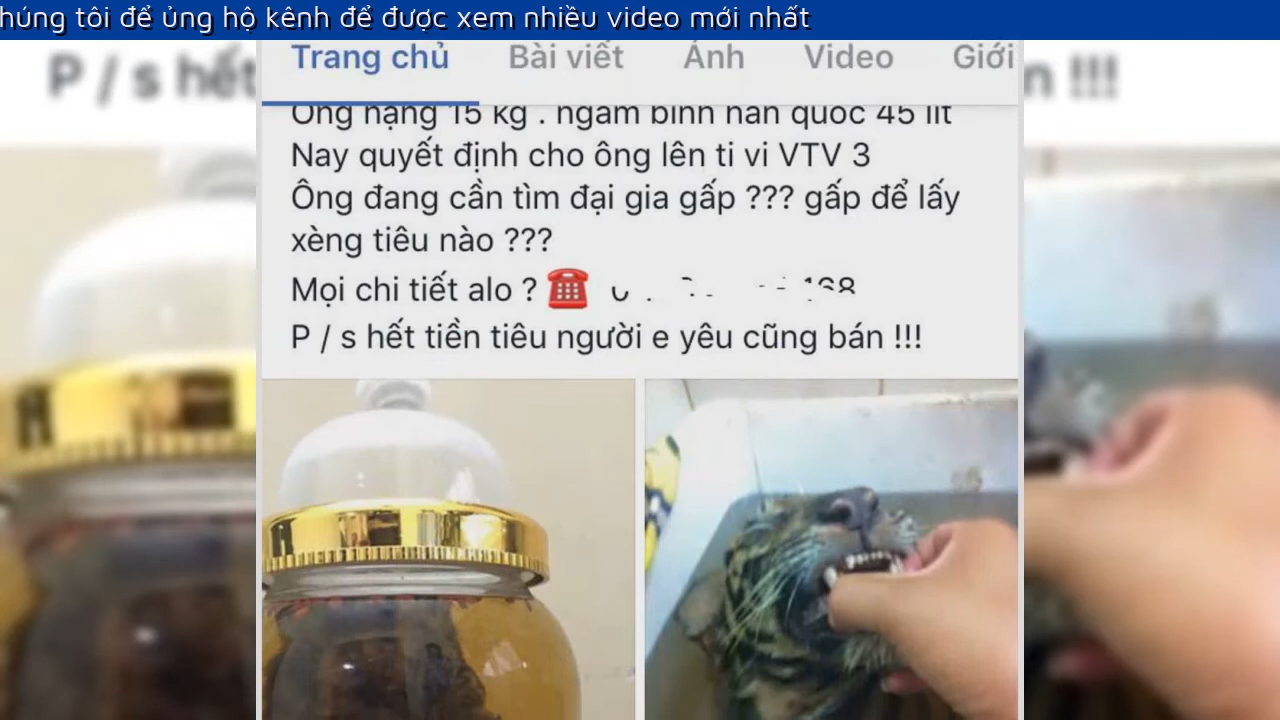 húng tôi để ủng hộ kênh để được xem nhiều video mới nhất
Trang chủ Bài viết Ảnh Video Giới
Ông nặng 15 kg . ngâm bình hàn quốc 45 lít
Nay quyết định cho ông lên ti vi VTV 3
Ông đang cần tìm đại gia gấp ??? gấp để lấy
xèng tiêu nào ???
Mọi chi tiết alo ? ☎️
P / s hết tiền tiêu người e yêu cũng bán !!!
P / s hết
n !!!